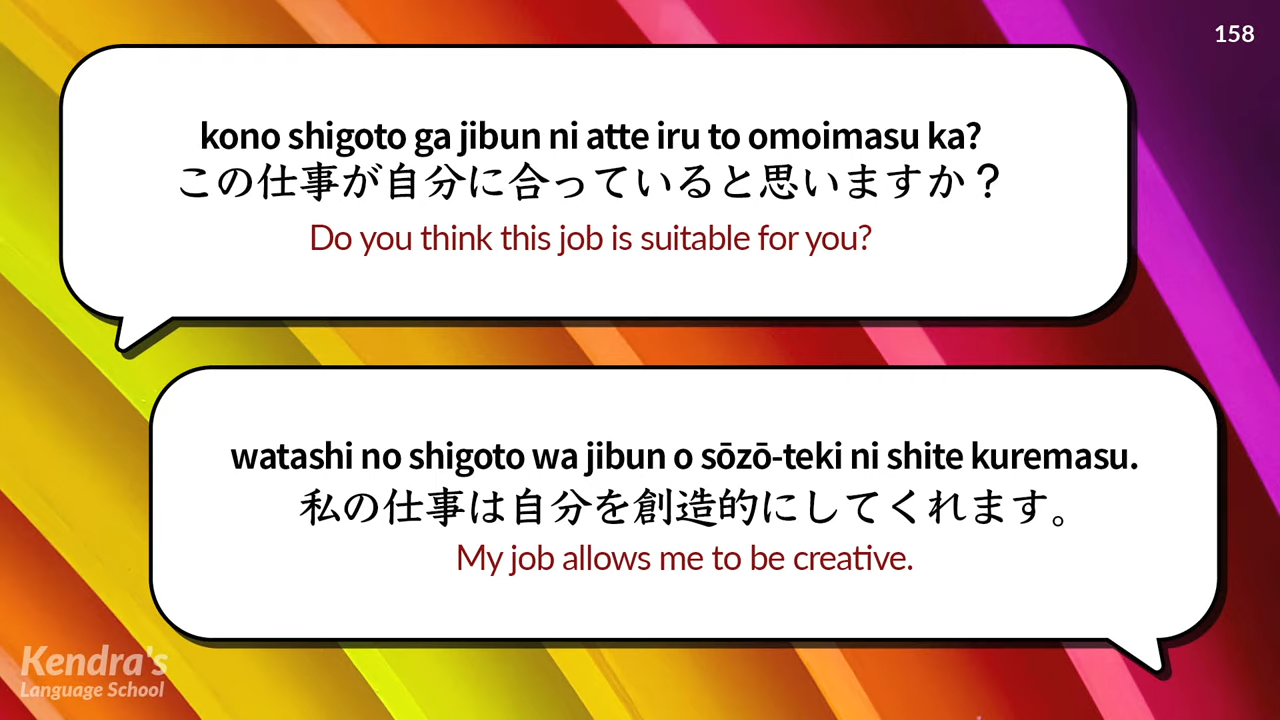 158
kono shigoto ga jibun ni atte iru to omoimasu ka?
この仕事が自分に合っていると思いますか？
Do you think this job is suitable for you?
watashi no shigoto wa jibun o sōzō-teki ni shite kuremasu.
私の仕事は自分を創造的にしてくれます。
My job allows me to be creative.
Kendra's
Language School